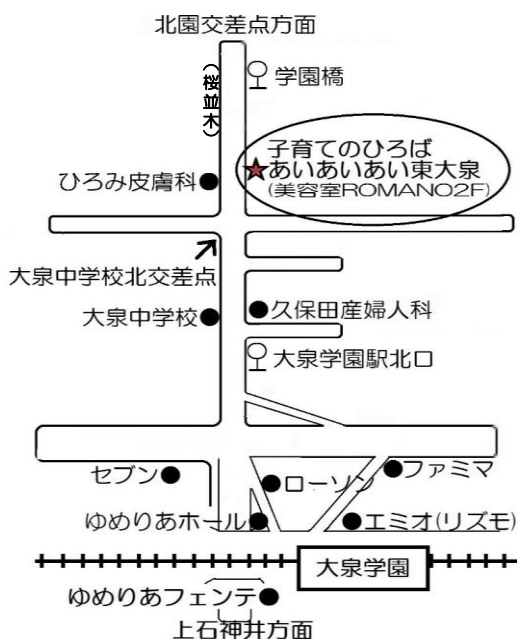 北園交差点方面
(桜並木)
学園橋
子育てのひろば
あいあいあい東大泉
(美容室ROMANO2F)
ひろみ皮膚科
大泉中学校北交差点
大泉中学校
久保田産婦人科
大泉学園駅北口
セブン
ローソン
ファミマ
ゆめりあホール
エミオ(リズモ)
大泉学園
ゆめりあフェンテ
上石神井方面